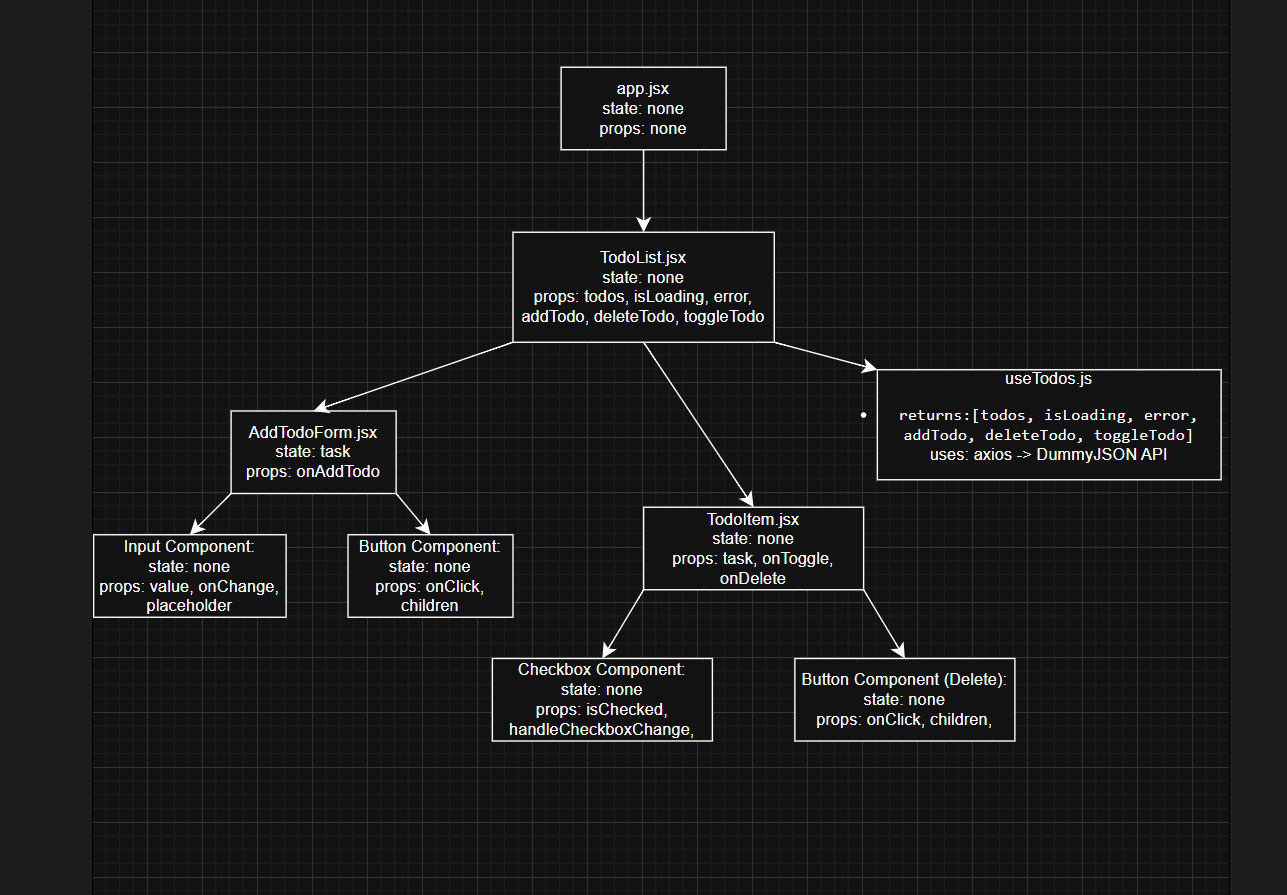 app.jsx
state: none
props: none
TodoList.jsx
state: none
props: todos, isLoading, error,
addTodo, deleteTodo, toggleTodo
useTodos.js
returns:[todos, isLoading, error,
addTodo, deleteTodo, toggleTodo]
uses: axios -> DummyJSON API
AddTodoForm.jsx
state: task
props: onAddTodo
TodoItem.jsx
state: none
props: task, onToggle,
onDelete
Input Component:
state: none
props: value, onChange,
placeholder
Button Component:
state: none
props: onClick,
children
Checkbox Component:
state: none
props: isChecked,
handleCheckboxChange,
Button Component (Delete):
state: none
props: onClick, children,